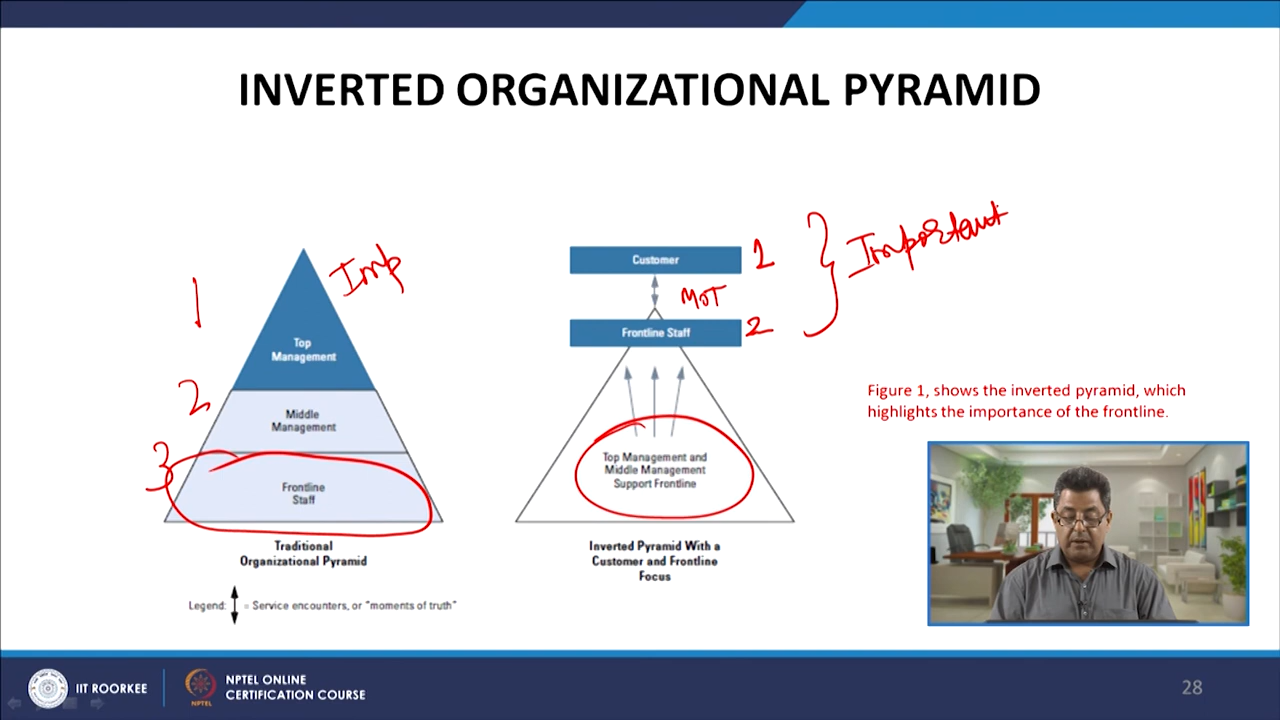 INVERTED ORGANIZATIONAL PYRAMID
1
Imp
Top
Management
2
Middle
Management
3
Frontline
Staff
Traditional
Organizational Pyramid
Customer
1
MOT
Frontline Staff
2
Important
Top Management and
Middle Management
Support Frontline
Inverted Pyramid With a
Customer and Frontline
Focus
Legend: = Service encounters, or "moments of truth"
Figure 1, shows the inverted pyramid, which
highlights the importance of the frontline.
IIT ROORKEE
NPTEL
NPTEL ONLINE
CERTIFICATION COURSE
28